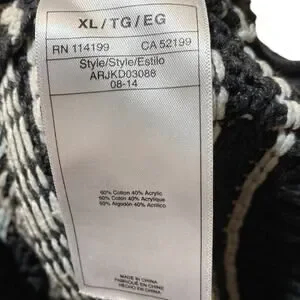 XL / TG / EG
RN 114199 CA 52199
Style/Style/Estilo
ARJKD03088
08-14
60% Cotton 40% Acrylic
60% Cotton 40% Acrylique
60% Algodón 40% Acrílico
MADE IN CHINA
FABRIQUÉ EN CHINE
HECHO EN CHINA